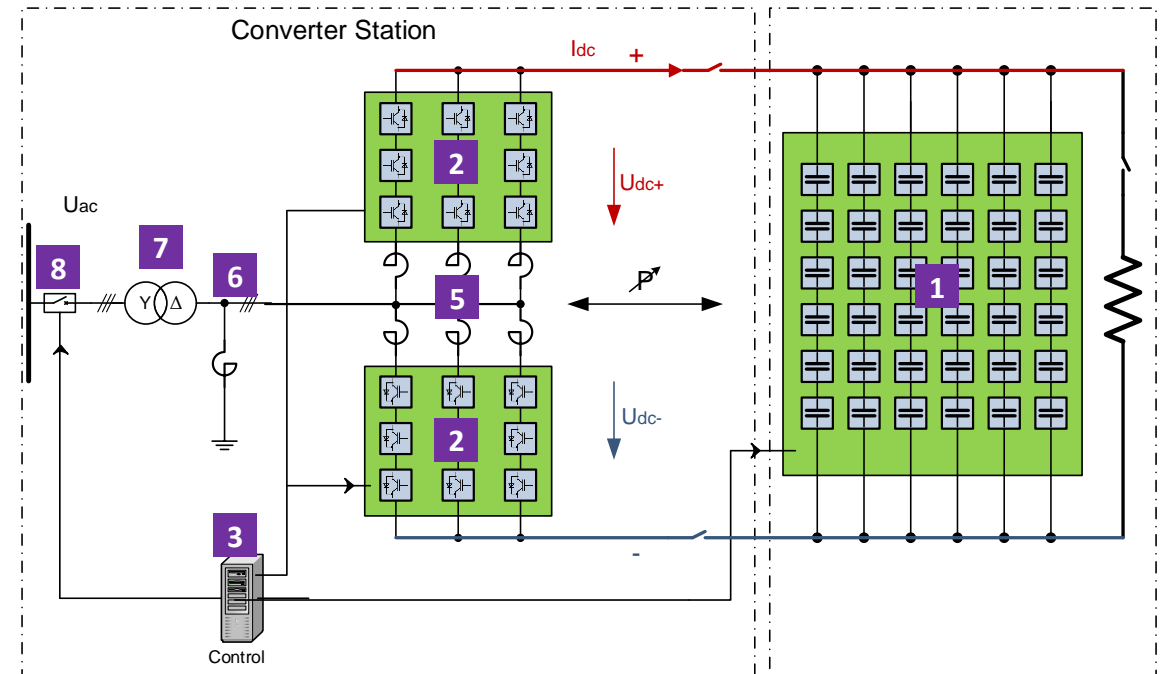 Converter Station
Idc
+
2
Udc+
Uac
8
7
6
5
P
1
Y
Δ
2
Udc-
3
-
Control